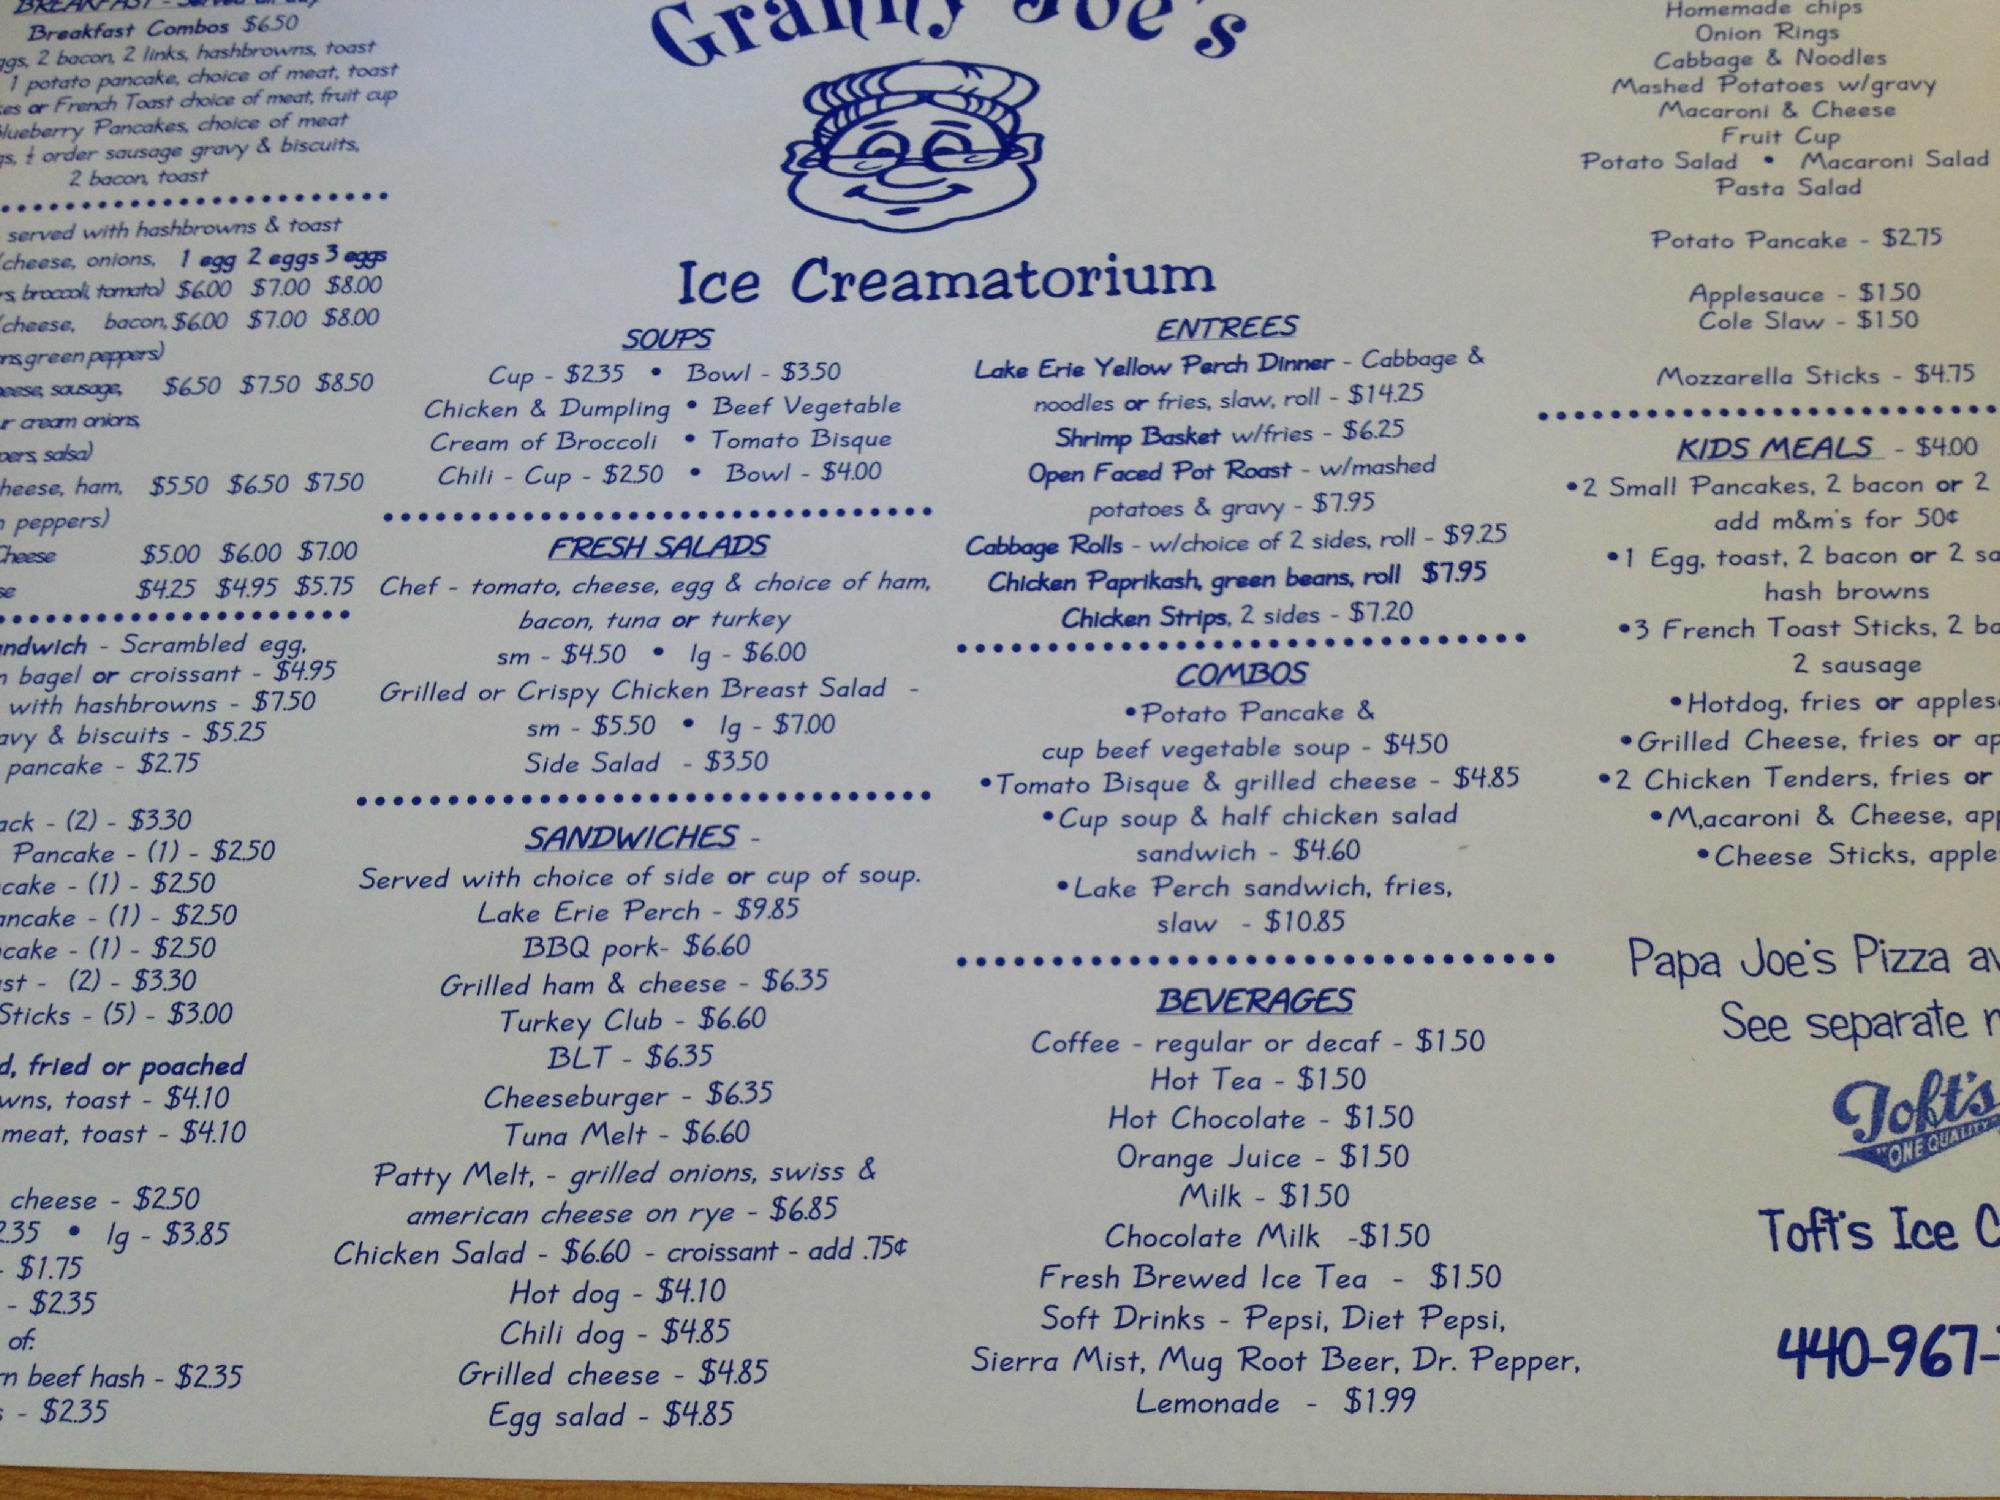 BREAKFAST - Served all day
Breakfast Combos $6.50
2 bacon, 2 links, hashbrowns, toast
1 potato pancake, choice of meat, toast
or French Toast choice of meat, fruit cup
Blueberry Pancakes, choice of meat
order sausage gravy & biscuits,
2 bacon, toast
served with hashbrowns & toast
(cheese, onions, 1 egg 2 eggs 3 eggs
broccoli, tomato) $6.00 $7.00 $8.00
(cheese, bacon, $6.00 $7.00 $8.00
green peppers)
sausage, $6.50 $7.50 $8.50
cream onions,
salsa)
ham, $5.50 $6.50 $7.50
peppers)
Cheese $5.00 $6.00 $7.00
$4.25 $4.95 $5.75
- Scrambled egg,
bagel or croissant - $4.95
with hashbrowns - $7.50
& biscuits - $5.25
pancake - $2.75
- (2) - $3.30
Pancake - (1) - $2.50
- (1) - $2.50
- (1) - $2.50
- (1) - $2.50
- (2) - $3.30
Sticks - (5) - $3.00
fried or poached
toast - $4.10
meat, toast - $4.10
cheese - $2.50
• lg - $3.85
- $1.75
- $2.35
of:
beef hash - $2.35
- $2.35
Granny Joe's
Ice Creamatorium
SOUPS
Cup - $2.35 • Bowl - $3.50
Chicken & Dumpling • Beef Vegetable
Cream of Broccoli • Tomato Bisque
Chili - Cup - $2.50 • Bowl - $4.00
FRESH SALADS
Chef - tomato, cheese, egg & choice of ham,
bacon, tuna or turkey
sm - $4.50 • lg - $6.00
Grilled or Crispy Chicken Breast Salad -
sm - $5.50 • lg - $7.00
Side Salad - $3.50
SANDWICHES -
Served with choice of side or cup of soup.
Lake Erie Perch - $9.85
BBQ pork- $6.60
Grilled ham & cheese - $6.35
Turkey Club - $6.60
BLT - $6.35
Cheeseburger - $6.35
Tuna Melt - $6.60
Patty Melt, - grilled onions, swiss &
american cheese on rye - $6.85
Chicken Salad - $6.60 - croissant - add .75¢
Hot dog - $4.10
Chili dog - $4.85
Grilled cheese - $4.85
Egg salad - $4.85
ENTREES
Lake Erie Yellow Perch Dinner - Cabbage &
noodles or fries, slaw, roll - $14.25
Shrimp Basket w/fries - $6.25
Open Faced Pot Roast - w/mashed
potatoes & gravy - $7.95
Cabbage Rolls - w/choice of 2 sides, roll - $9.25
Chicken Paprikash, green beans, roll $7.95
Chicken Strips, 2 sides - $7.20
COMBOS
•Potato Pancake &
cup beef vegetable soup - $4.50
•Tomato Bisque & grilled cheese - $4.85
•Cup soup & half chicken salad
sandwich - $4.60
•Lake Perch sandwich, fries,
slaw - $10.85
BEVERAGES
Coffee - regular or decaf - $1.50
Hot Tea - $1.50
Hot Chocolate - $1.50
Orange Juice - $1.50
Milk - $1.50
Chocolate Milk -$1.50
Fresh Brewed Ice Tea - $1.50
Soft Drinks - Pepsi, Diet Pepsi,
Sierra Mist, Mug Root Beer, Dr. Pepper,
Lemonade - $1.99
Homemade chips
Onion Rings
Cabbage & Noodles
Mashed Potatoes w/gravy
Macaroni & Cheese
Fruit Cup
Potato Salad • Macaroni Salad
Pasta Salad
Potato Pancake - $2.75
Applesauce - $1.50
Cole Slaw - $1.50
Mozzarella Sticks - $4.75
KIDS MEALS - $4.00
•2 Small Pancakes, 2 bacon or 2
add m&m's for 50¢
•1 Egg, toast, 2 bacon or 2
hash browns
•3 French Toast Sticks, 2
2 sausage
•Hotdog, fries or
•Grilled Cheese, fries or
•2 Chicken Tenders, fries or
•M,acaroni & Cheese,
•Cheese Sticks,
Papa Joe's Pizza
See separate
Toft's
"ONE QUALITY
Toft's Ice
440-967-